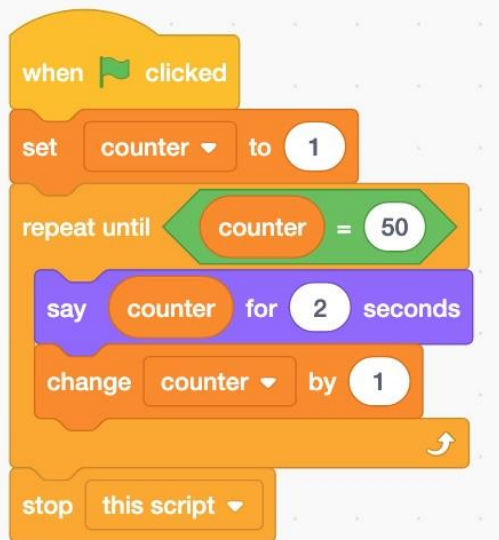 when clicked
set counter to 1
repeat until counter = 50
say counter for 2 seconds
change counter by 1
stop this script